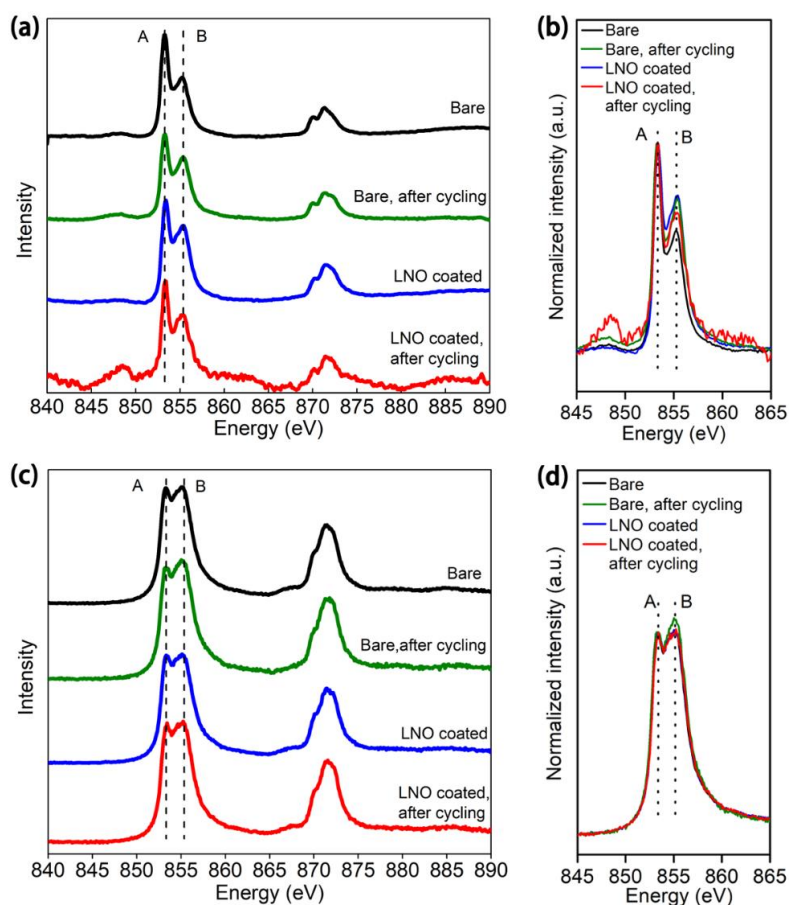 (a)
A
B
Bare
Bare, after cycling
LNO coated
LNO coated,
after cycling
Intensity
840 845 850 855 860 865 870 875 880 885 890
Energy (eV)
(b)
Bare
Bare, after cycling
LNO coated
LNO coated,
after cycling
A
B
Normalized intensity (a.u.)
845 850 855 860 865
Energy (eV)
(c)
A
B
Bare
Bare,after cycling
LNO coated
LNO coated,
after cycling
Intensity
840 845 850 855 860 865 870 875 880 885 890
Energy (eV)
(d)
Bare
Bare, after cycling
LNO coated
LNO coated,
after cycling
A
B
Normalized intensity (a.u.)
845 850 855 860 865
Energy (eV)